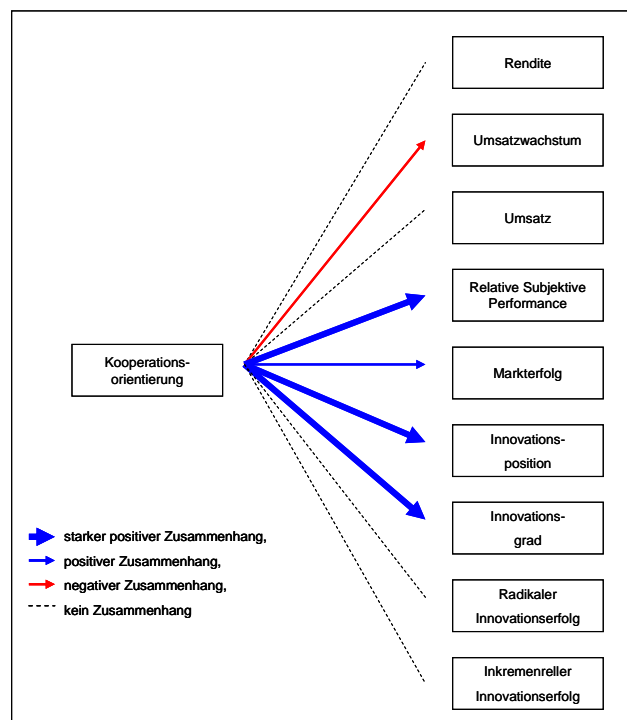 Rendite
Umsatzwachstum
Umsatz
Relative Subjektive
Performance
Kooperations-
orientierung
Markterfolg
Innovations-
position
Innovations-
grad
starker positiver Zusammenhang,
positiver Zusammenhang,
negativer Zusammenhang,
kein Zusammenhang
Radikaler
Innovationserfolg
Inkremenreller
Innovationserfolg